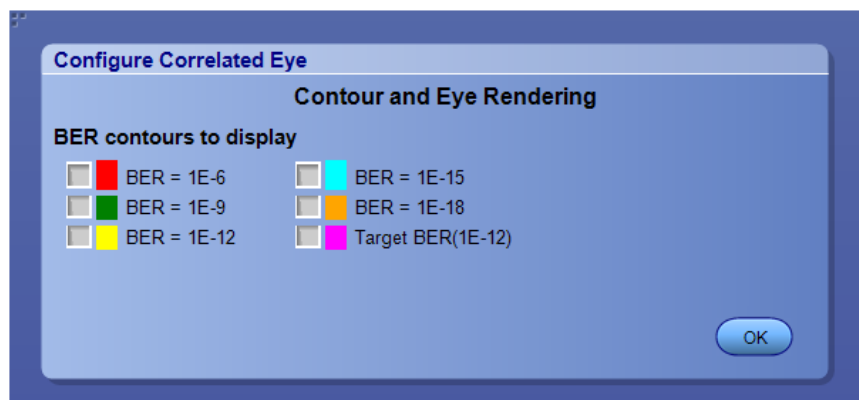 Configure Correlated Eye
Contour and Eye Rendering
BER contours to display
BER = 1E-6
BER = 1E-15
BER = 1E-9
BER = 1E-18
BER = 1E-12
Target BER(1E-12)
OK